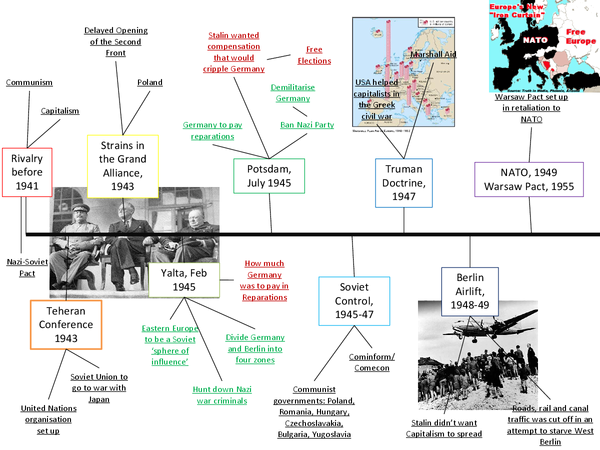 Delayed Opening
of the Second
Front
Communism
Capitalism
Poland
Rivalry
before
1941
Strains in
the Grand
Alliance,
1943
Stalin wanted
compensation
that would
cripple Germany
Free
Elections
Demilitarise
Germany
Germany to pay
reparations
Ban Nazi Party
Potsdam,
July 1945
Marshall Aid
USA helped
capitalists in
the Greek
civil war
Truman
Doctrine,
1947
Europe's New
"Iron Curtain"
NATO
Free
Europe
Warsaw Pact set up
in retaliation to
NATO
NATO, 1949
Warsaw Pact, 1955
Nazi-Soviet
Pact
Teheran
Conference
1943
Soviet Union to
go to war with
Japan
United Nations
organisation
set up
Yalta, Feb
1945
How much
Germany
was to pay in
Reparations
Eastern Europe
to be a Soviet
'sphere of
influence'
Divide Germany
and Berlin into
four zones
Hunt down Nazi
war criminals
Soviet
Control,
1945-47
Cominform/
Comecon
Communist
governments: Poland,
Romania, Hungary,
Czechoslavakia,
Bulgaria, Yugoslavia
Berlin
Airlift,
1948-49
Stalin didn't want
Capitalism to spread
Roads, rail and canal
traffic was cut off in an
attempt to starve West
Berlin